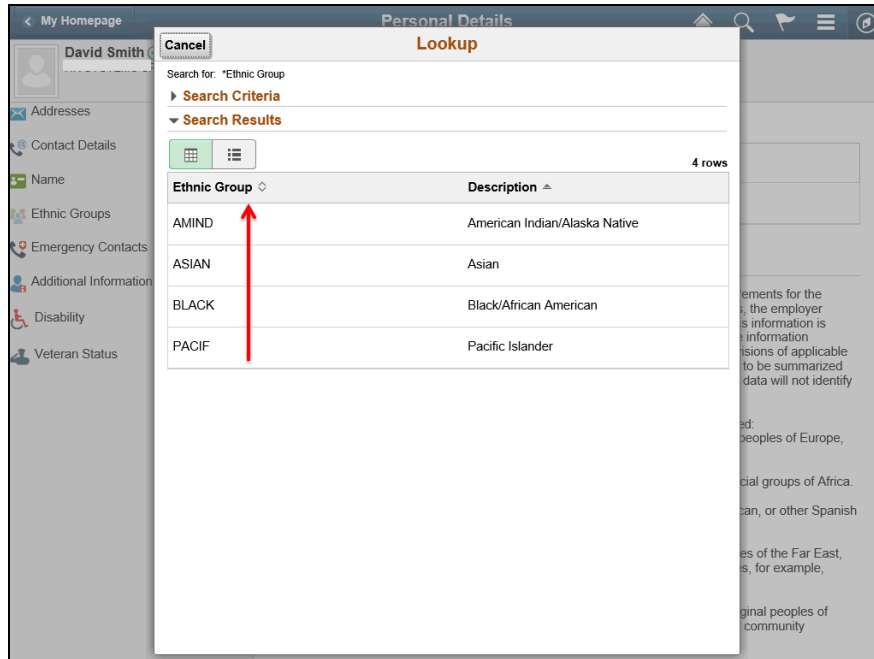 My Homepage
Personal Details
David Smith
Addresses
Contact Details
Name
Ethnic Groups
Emergency Contacts
Additional Information
Disability
Veteran Status
Cancel
Lookup
Search for: *Ethnic Group
Search Criteria
Search Results
4 rows
Ethnic Group Description
AMIND American Indian/Alaska Native
ASIAN Asian
BLACK Black/African American
PACIF Pacific Islander
rements for the
, the employer
s information is
information
visions of applicable
to be summarized
data will not identify
ed:
peoples of Europe,
cial groups of Africa.
can, or other Spanish
es of the Far East,
s, for example,
ginal peoples of
community